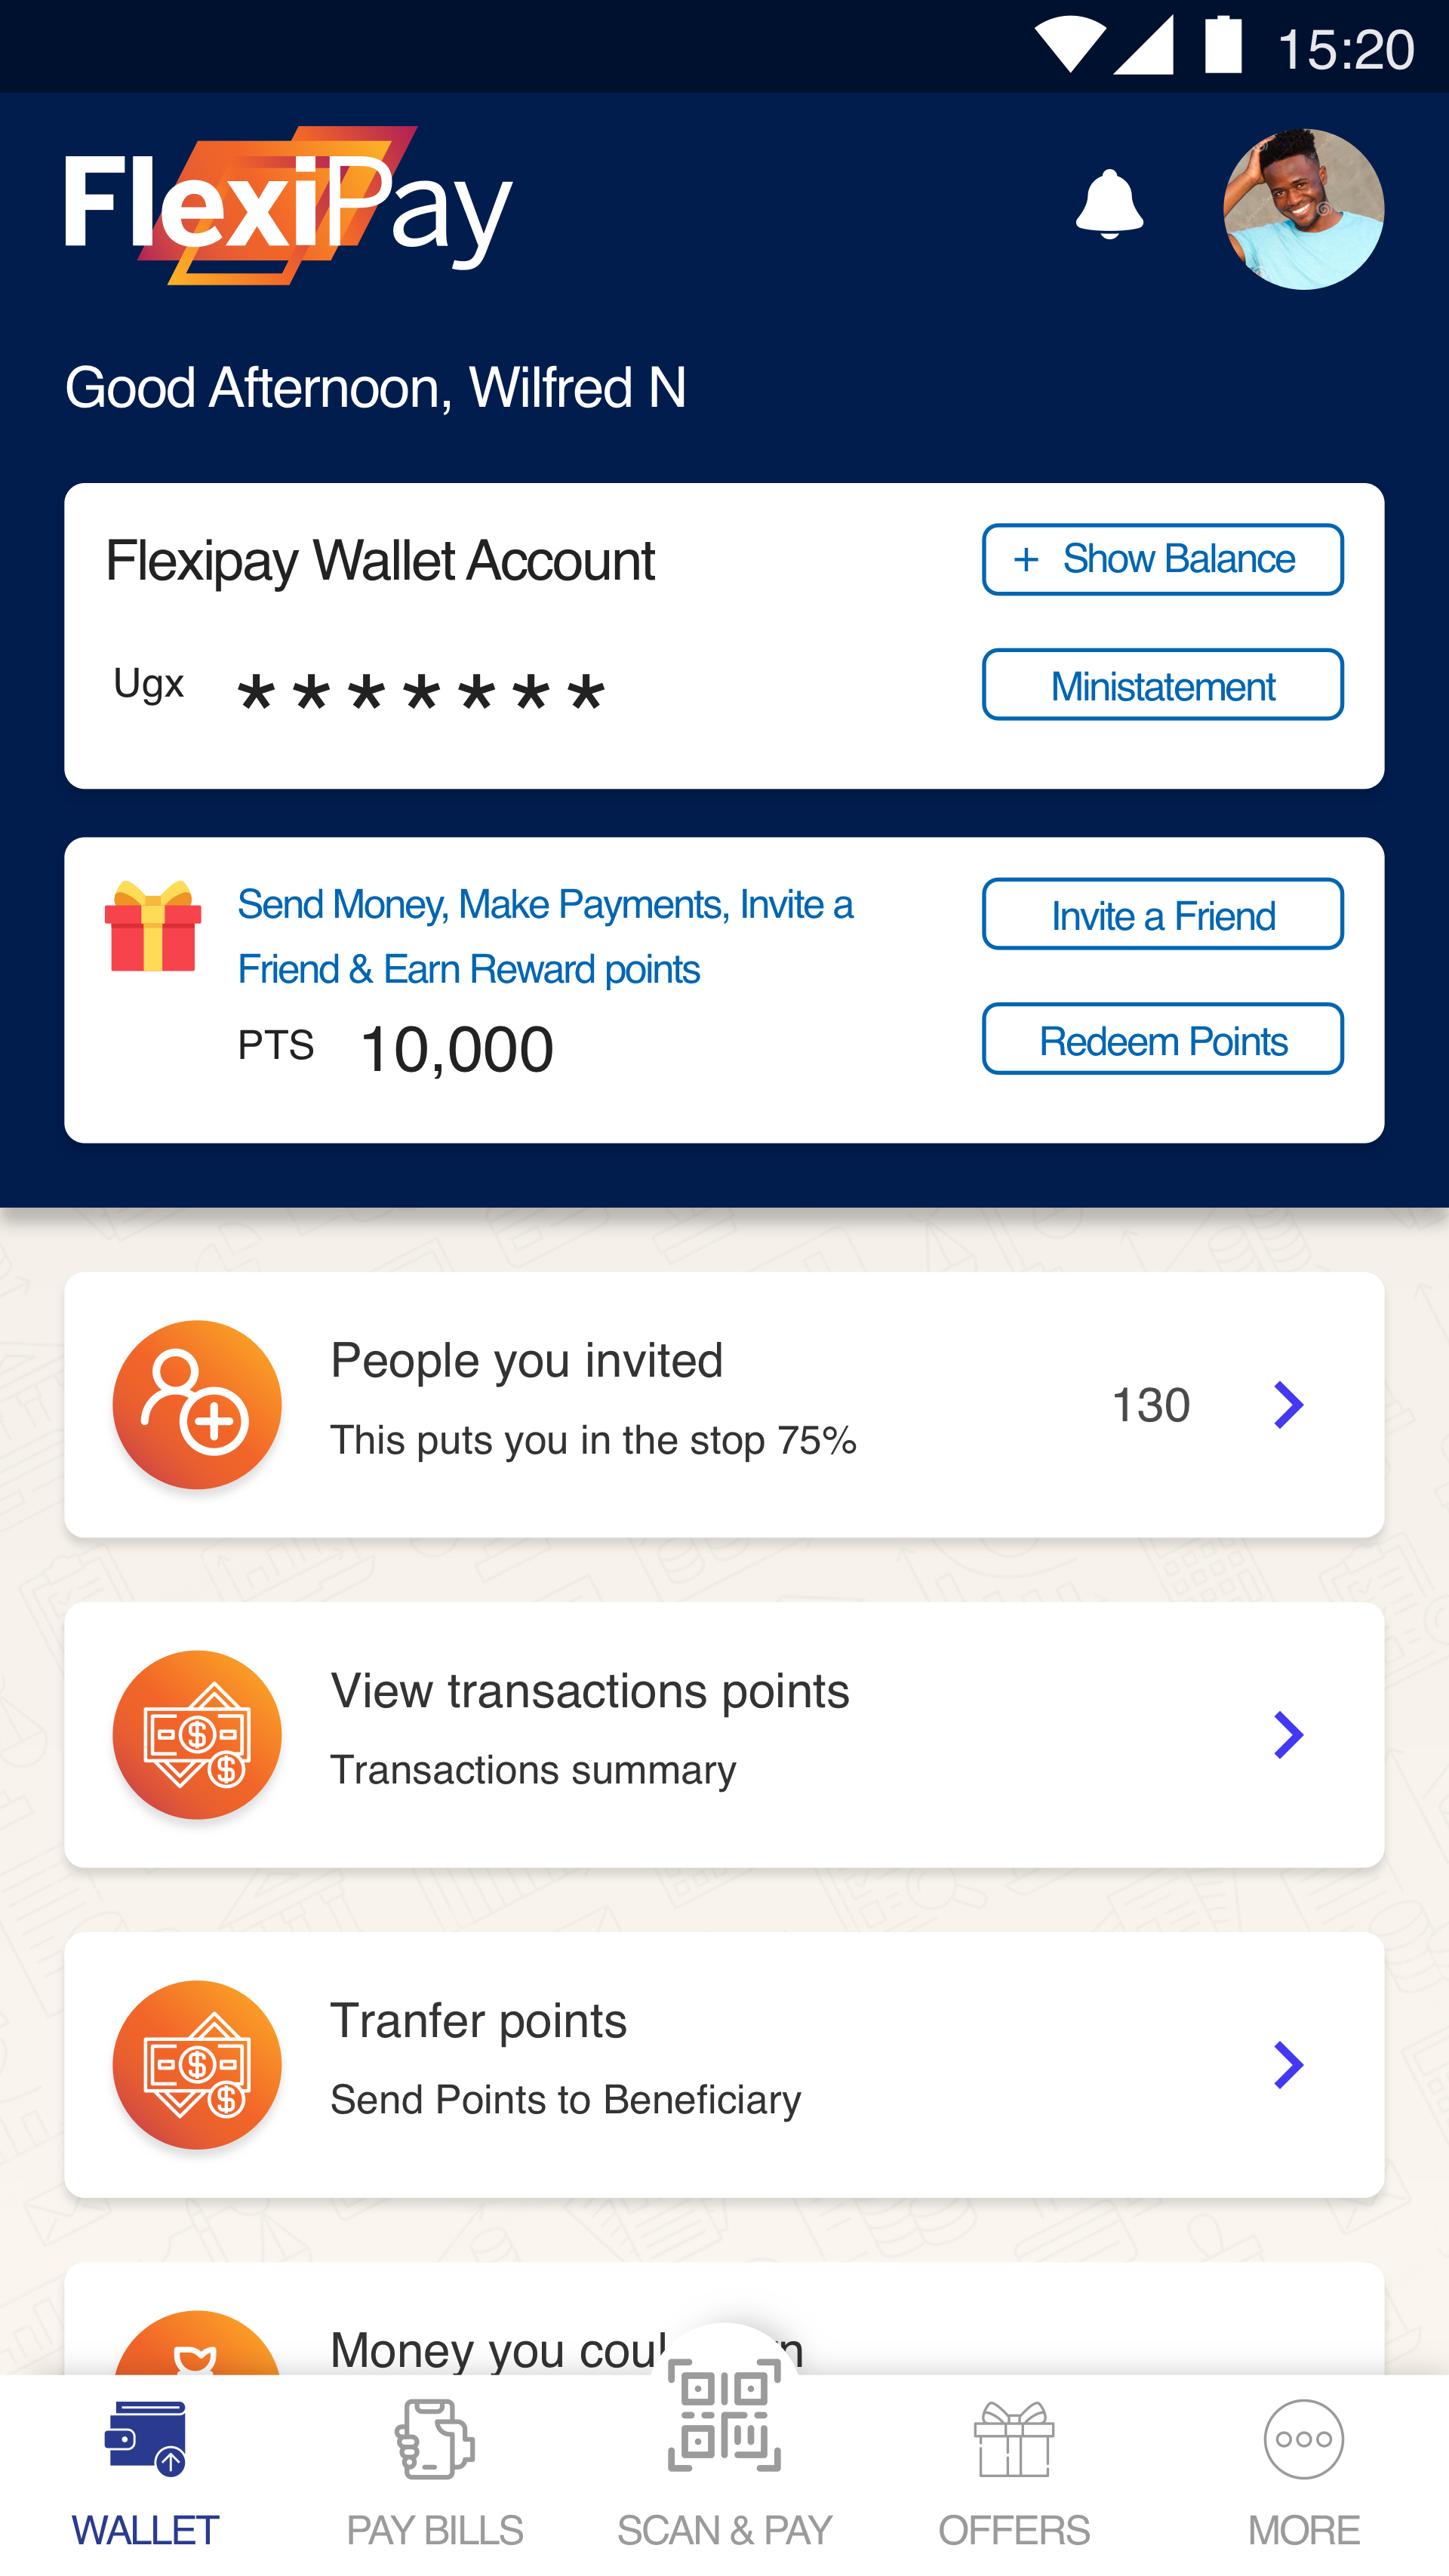 15:20
FlexiPay
Good Afternoon, Wilfred N
Flexipay Wallet Account
+ Show Balance
Ugx *******
Ministatement
Send Money, Make Payments, Invite a
Friend & Earn Reward points
Invite a Friend
PTS 10,000
Redeem Points
People you invited
This puts you in the stop 75%
130
View transactions points
Transactions summary
Tranfer points
Send Points to Beneficiary
Money you
WALLET
PAY BILLS
SCAN & PAY
OFFERS
MORE